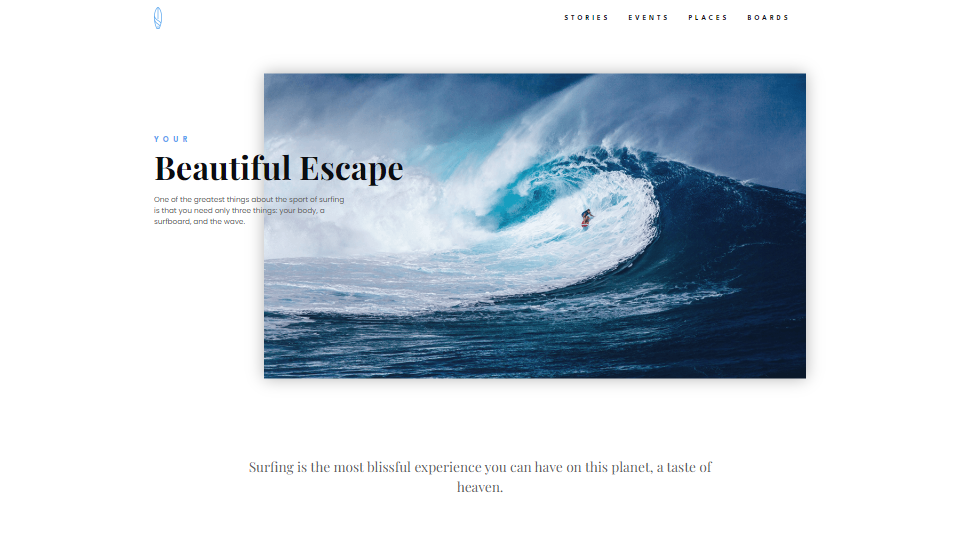 STORIES EVENTS PLACES BOARDS
YOUR
Beautiful Escape
One of the greatest things about the sport of surfing
is that you need only three things: your body, a
surfboard, and the wave.
Surfing is the most blissful experience you can have on this planet, a taste of
heaven.